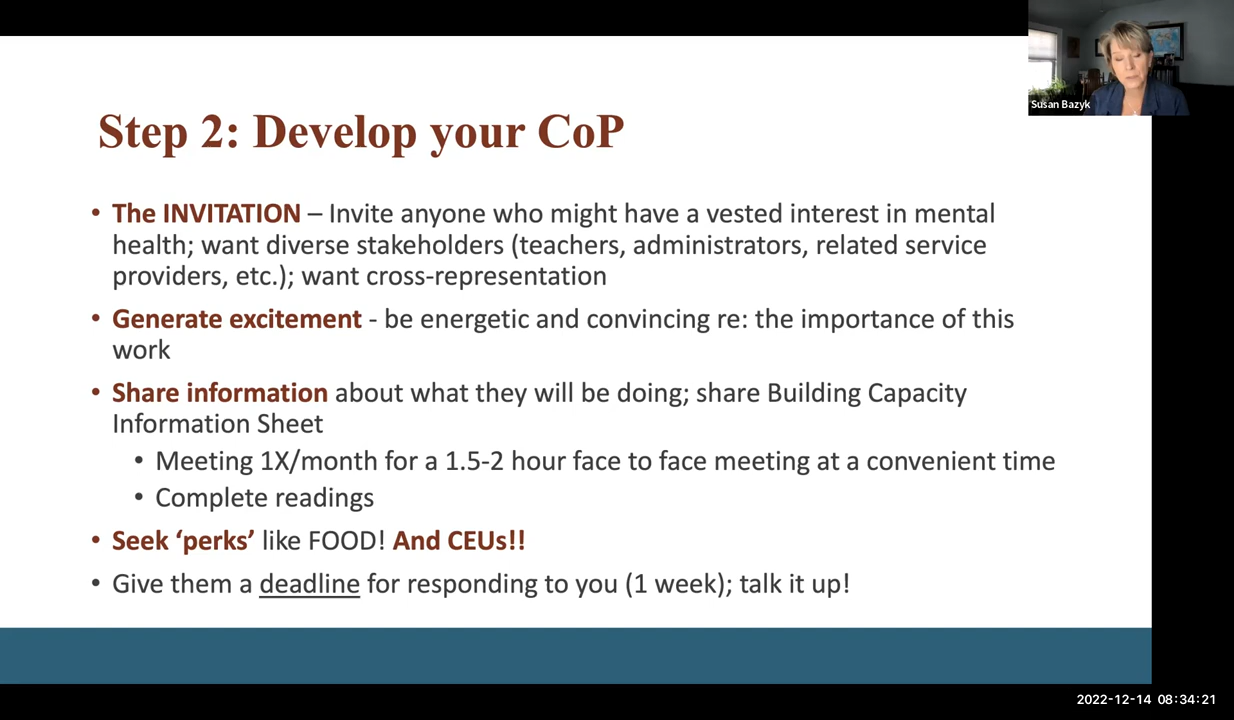 Susan Bazyk
Step 2: Develop your CoP
• The INVITATION – Invite anyone who might have a vested interest in mental
health; want diverse stakeholders (teachers, administrators, related service
providers, etc.); want cross-representation
• Generate excitement - be energetic and convincing re: the importance of this
work
• Share information about what they will be doing; share Building Capacity
Information Sheet
• Meeting 1X/month for a 1.5-2 hour face to face meeting at a convenient time
• Complete readings
• Seek ‘perks’ like FOOD! And CEUs!!
• Give them a deadline for responding to you (1 week); talk it up!
2022-12-14 08:34:21